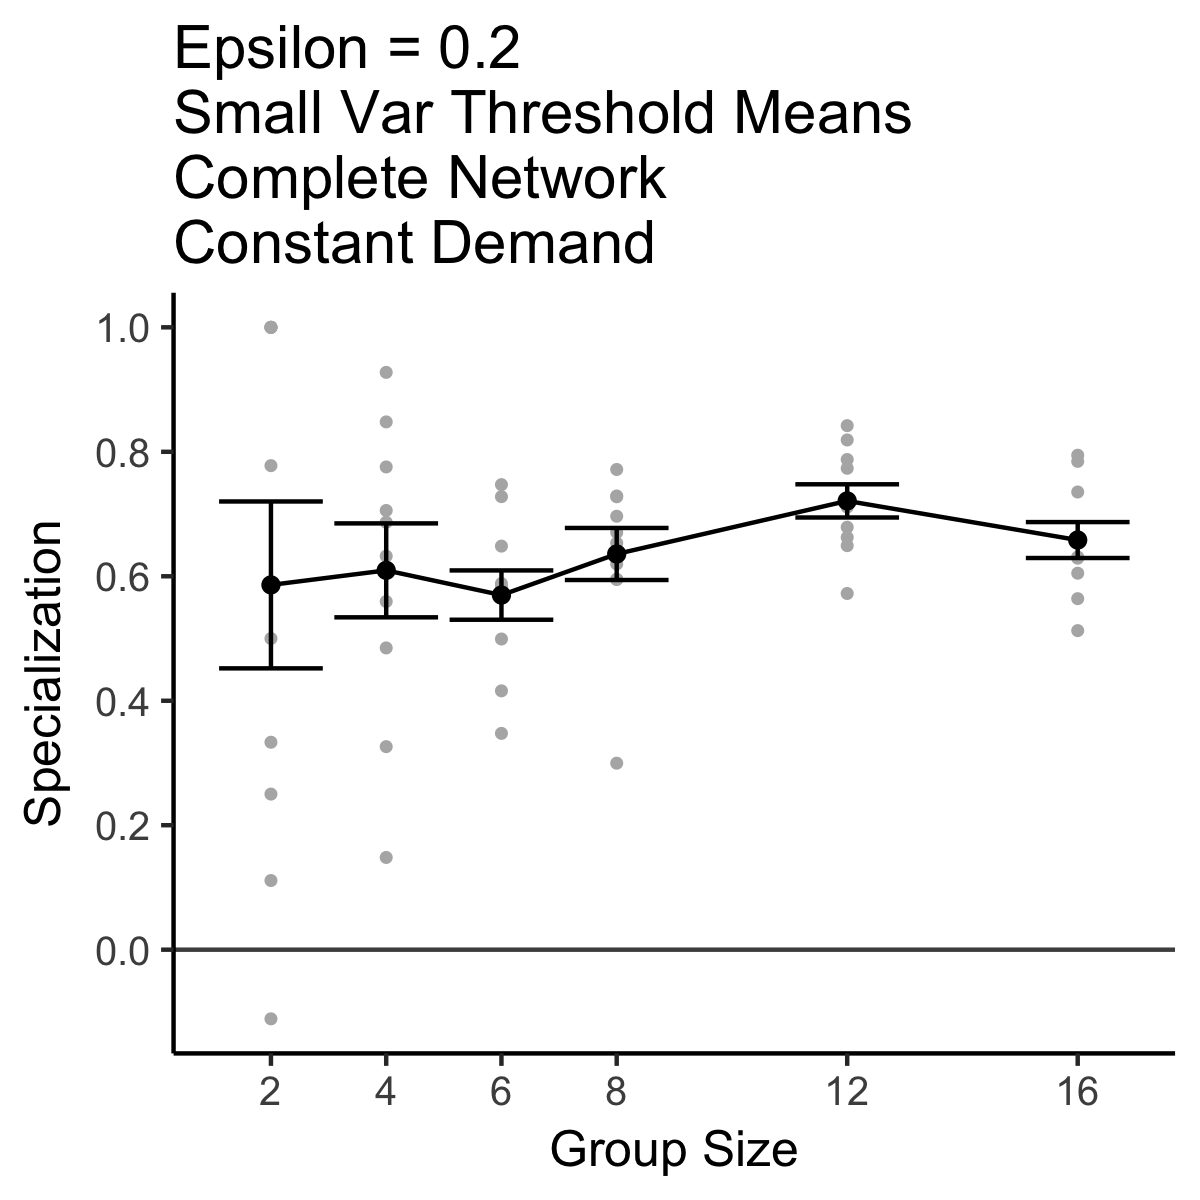 Epsilon = 0.2
Small Var Threshold Means
Complete Network
Constant Demand
Specialization
1.0
0.8
0.6
0.4
0.2
0.0
2 4 6 8 12 16
Group Size